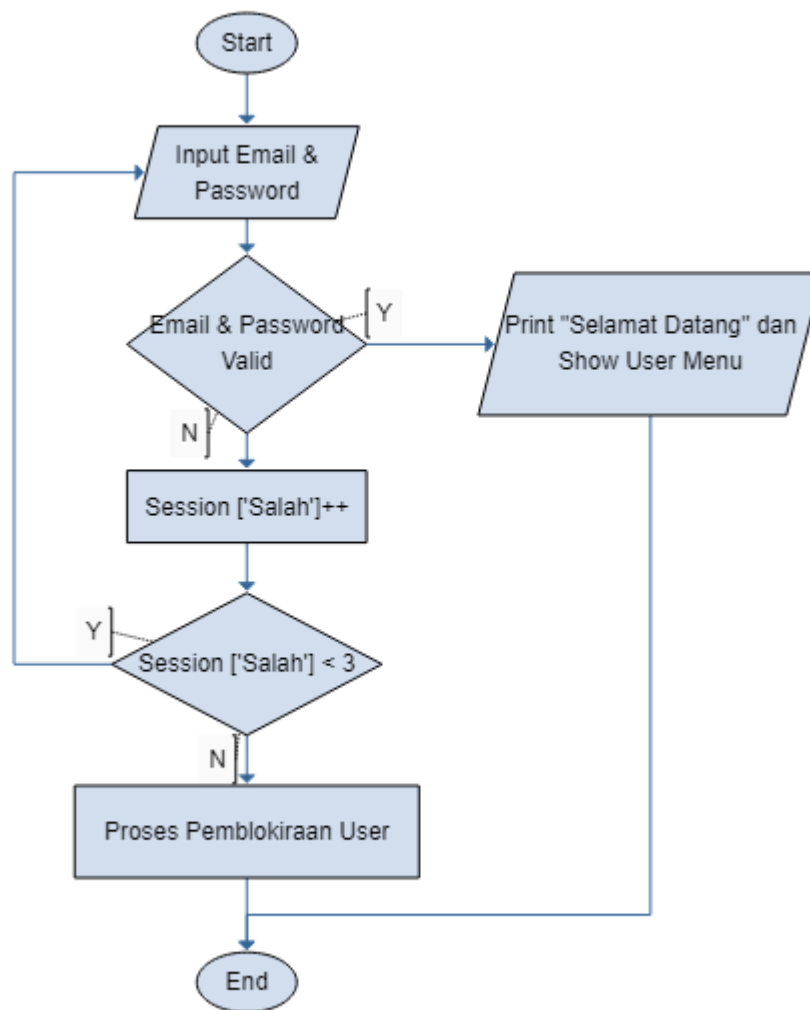 Start
Input Email &
Password
Email & Password
Valid
Y
Print "Selamat Datang" dan
Show User Menu
N
Session ['Salah']++
Y
Session ['Salah'] < 3
N
Proses Pemblokiraan User
End